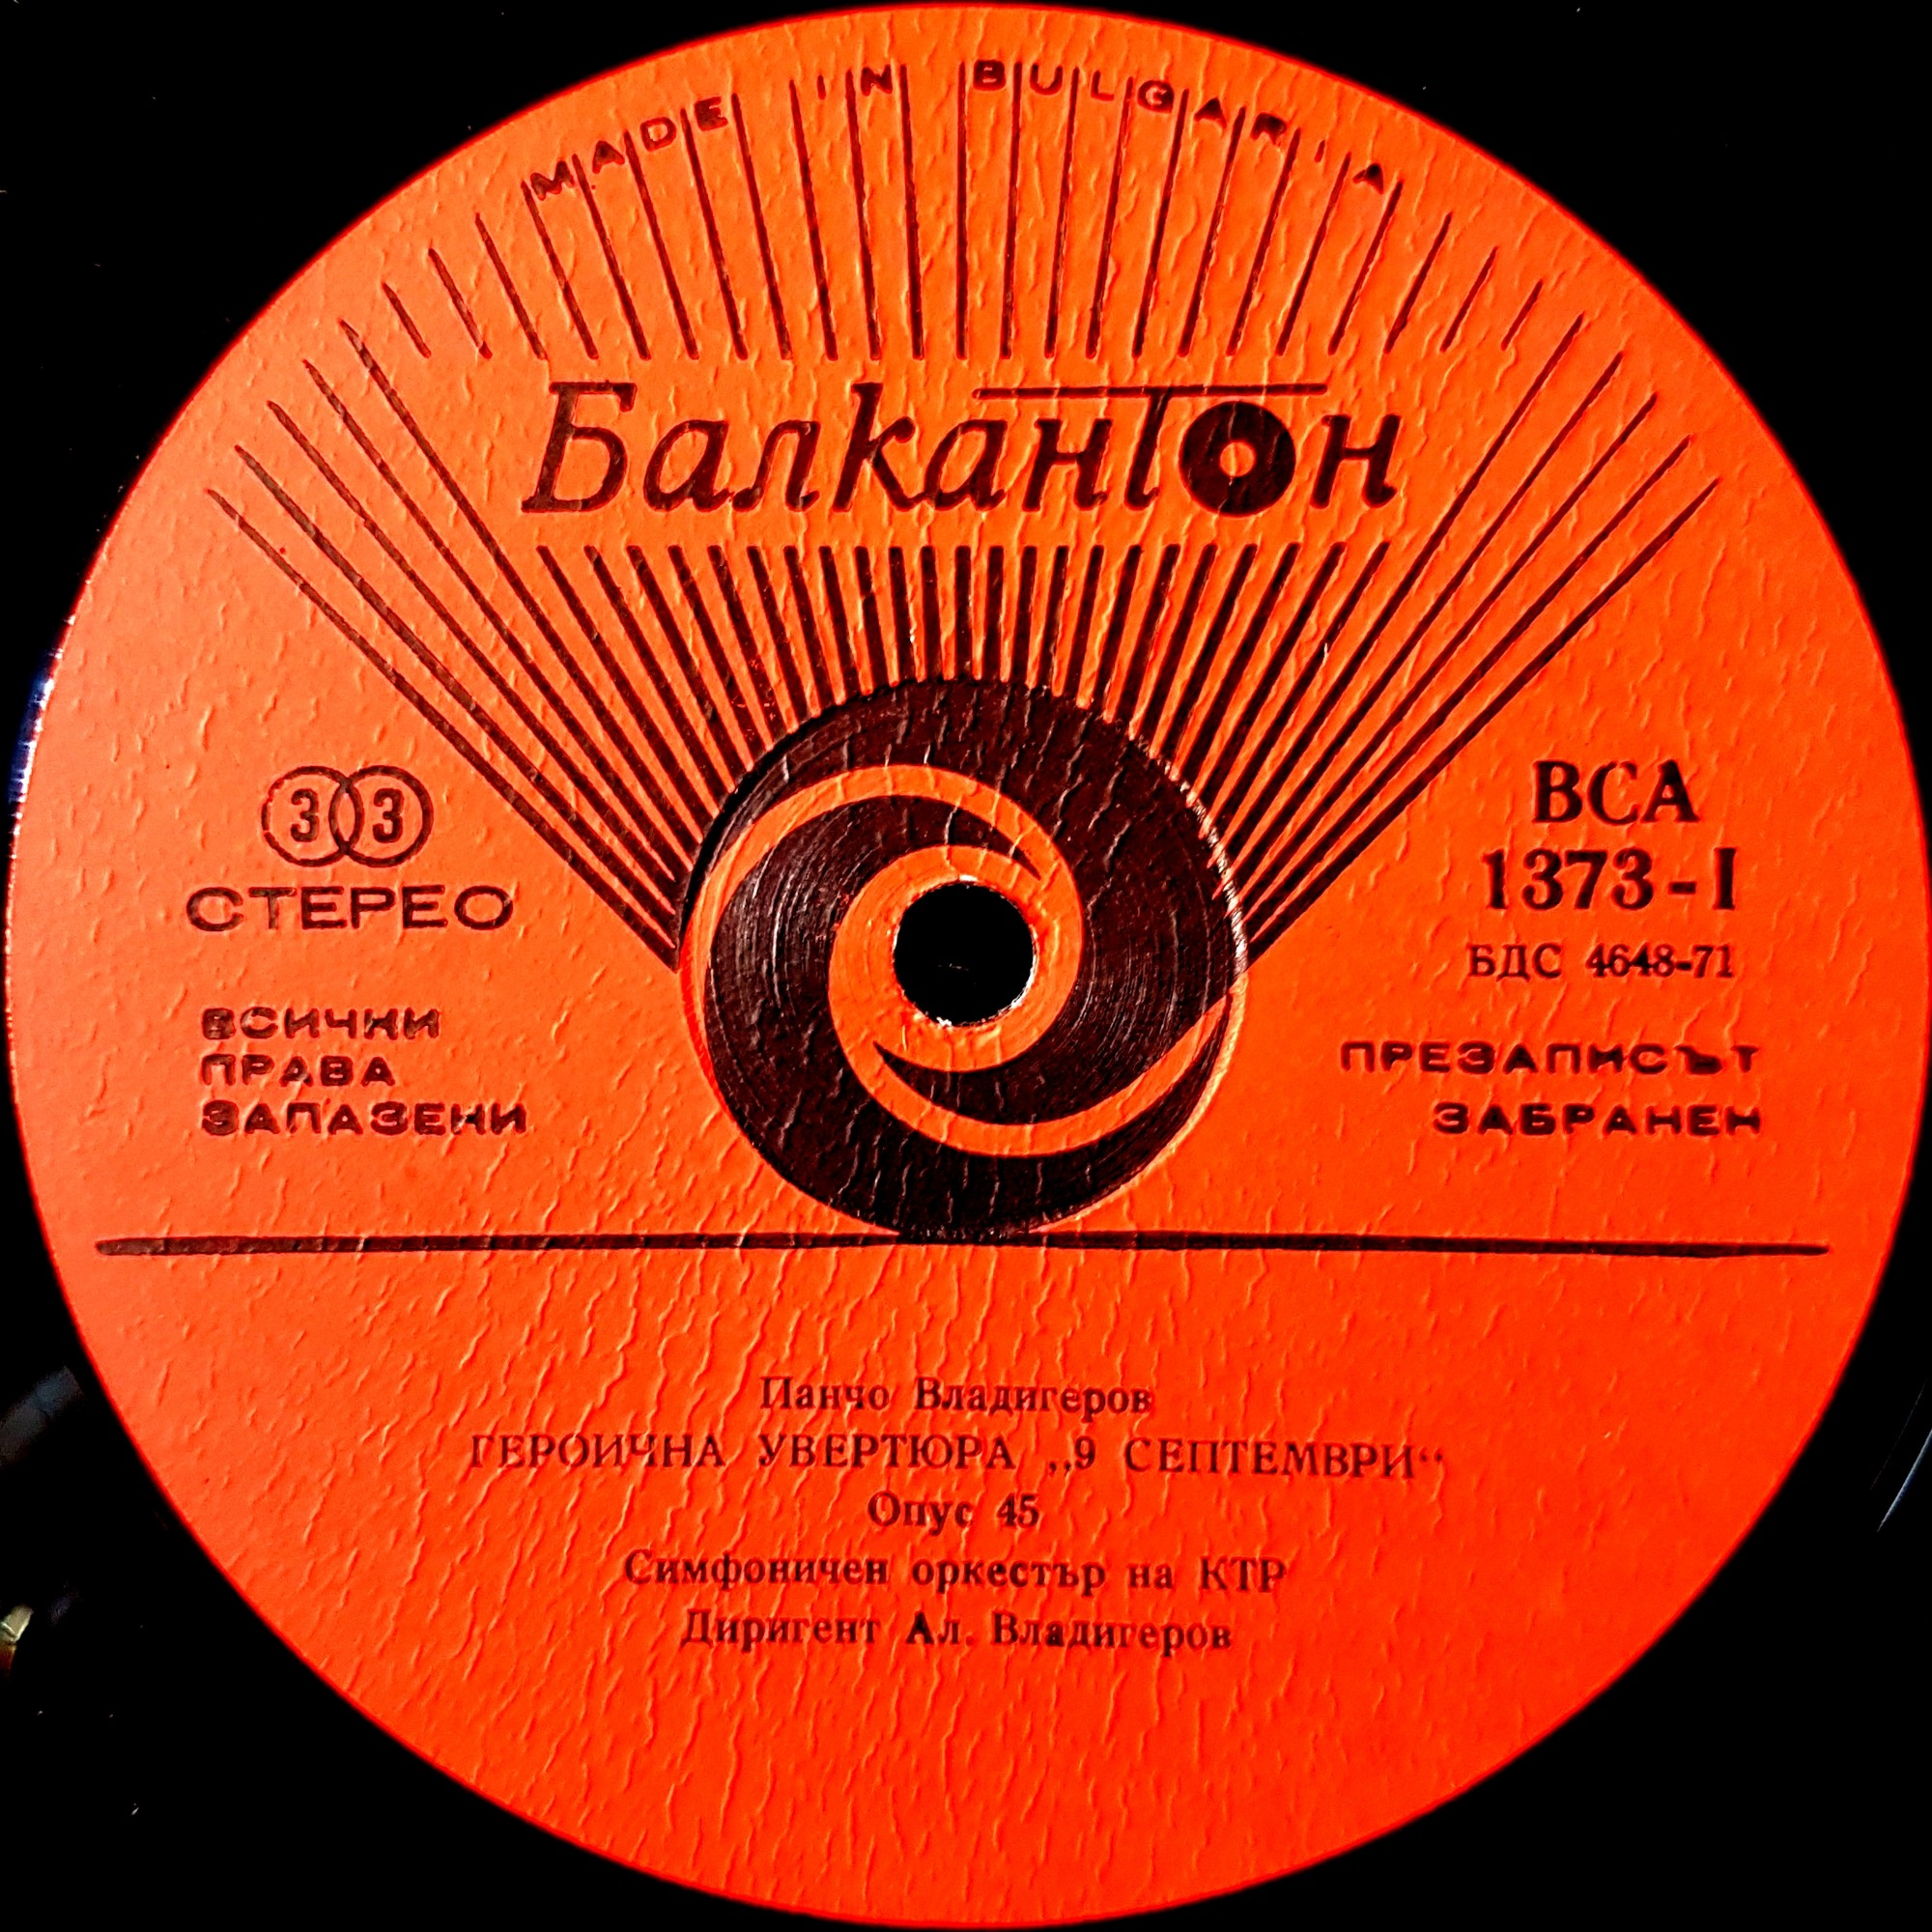 MADE IN BULGARIA
Балкантон
33
СТЕРЕО
ВСИЧКИ
ПРАВА
ЗАПАЗЕНИ
ВСА
1373-I
БДС 4648-71
ПРЕЗАПИСЪТ
ЗАБРАНЕН
Панчо Владигеров
ГЕРОИЧНА УВЕРТЮРА „9 СЕПТЕМВРИ“
Опус 45
Симфоничен оркестър на КТР
Диригент Ал. Владигеров